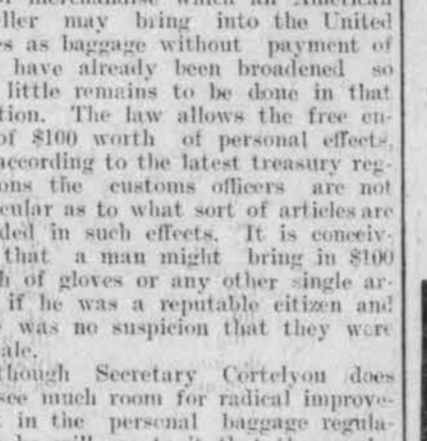 of merchandise which an American
ller may bring into the United
s as baggage without payment of
have already been broadened so
little remains to be done in that
tion. The law allows the free en-
of $100 worth of personal effects,
according to the latest treasury reg-
ons the customs officers are not
cular as to what sort of articles are
ded in such effects. It is conceiv-
that a man might bring in $100
h of gloves or any other single ar-
if he was a reputable citizen and
was no suspicion that they were
ale.
though Secretary Cortelyou does
see much room for radical improve-
in the personal baggage regula-